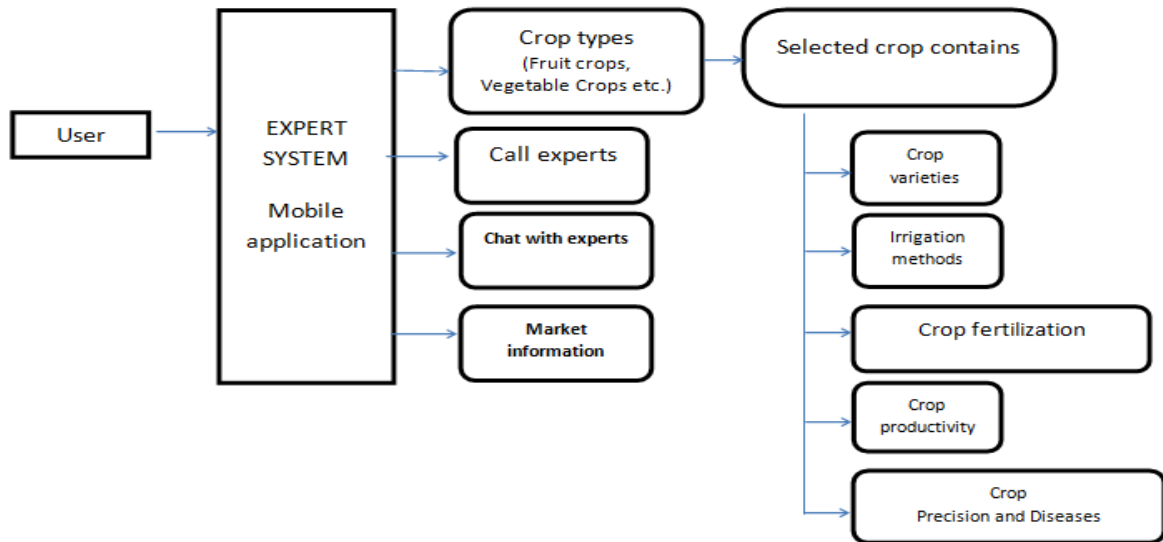 User
EXPERT
SYSTEM
Mobile
application
Crop types
(Fruit crops,
Vegetable Crops etc.)
Call experts
Chat with experts
Market
information
Selected crop contains
Crop
varieties
Irrigation
methods
Crop fertilization
Crop
productivity
Crop
Precision and Diseases